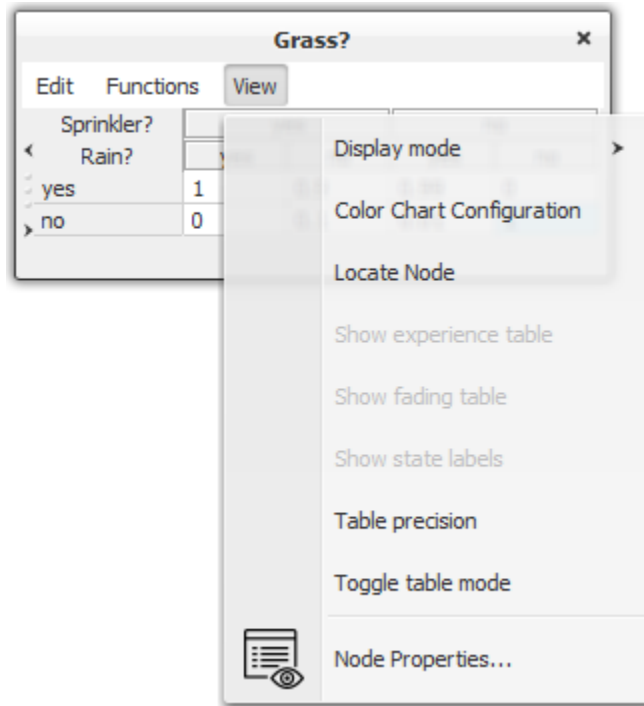 Grass?
Edit Functions View
Sprinkler?
Rain?
yes 1
no 0
Display mode
Color Chart Configuration
Locate Node
Show experience table
Show fading table
Show state labels
Table precision
Toggle table mode
Node Properties...